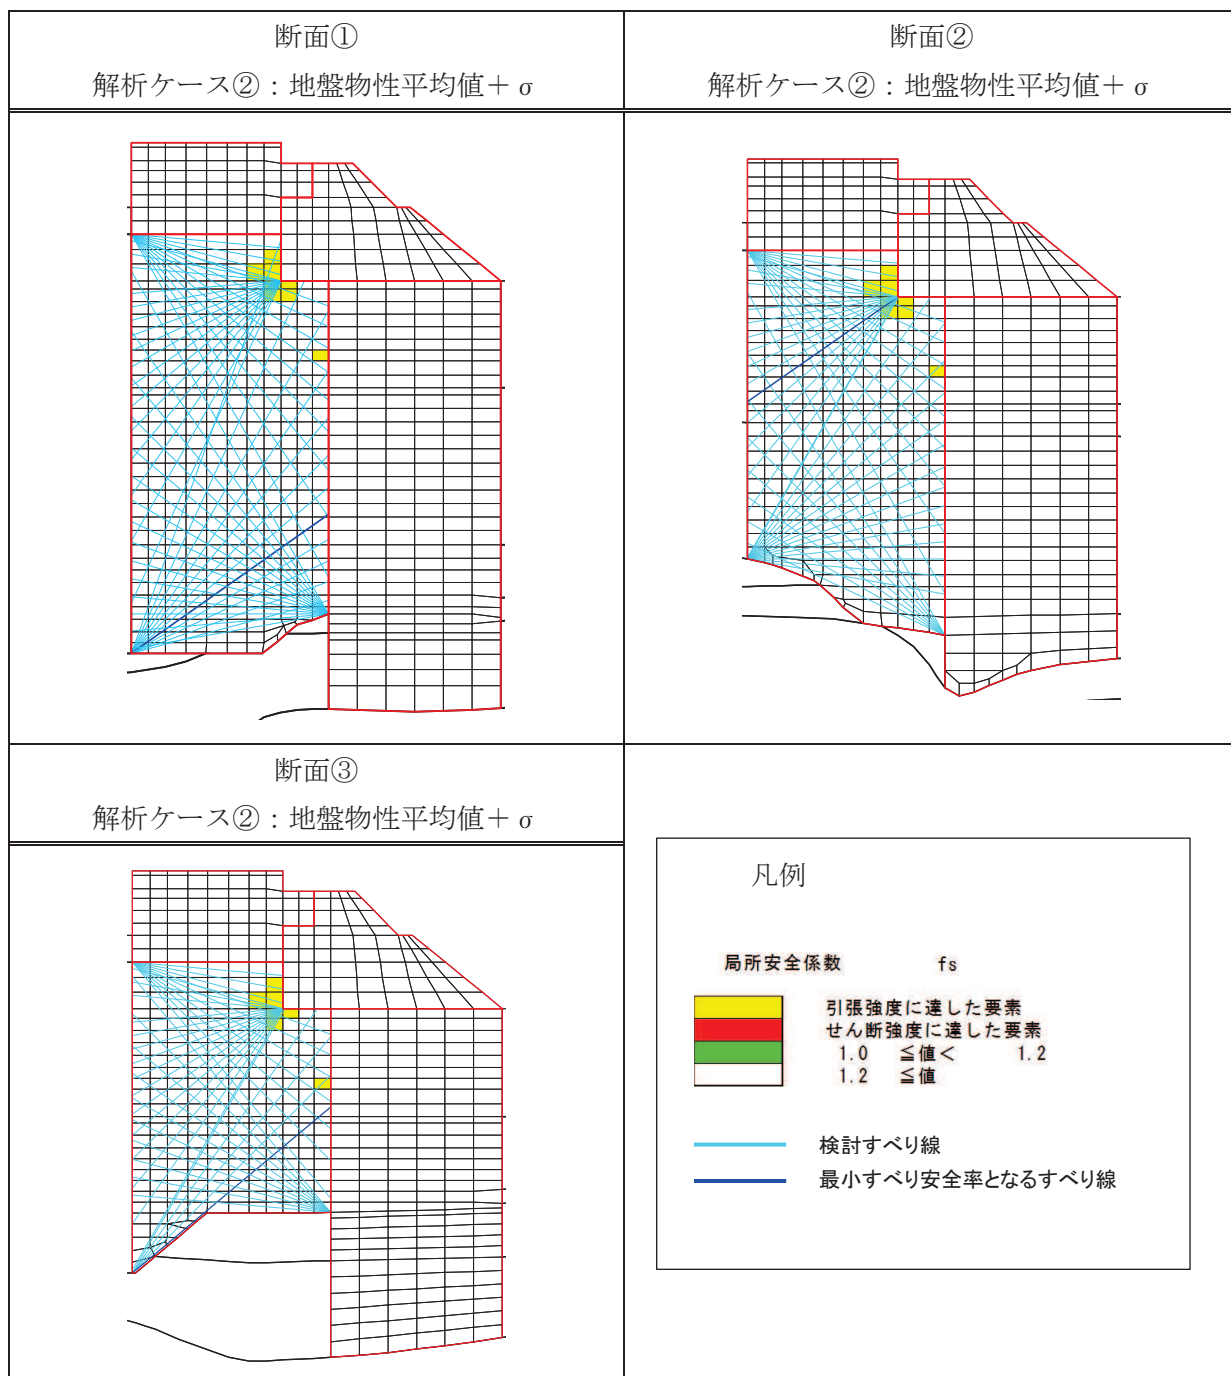 断面①
解析ケース②：地盤物性平均値＋σ
断面②
解析ケース②：地盤物性平均値＋σ
断面③
解析ケース②：地盤物性平均値＋σ
凡例
局所安全係数 fs
引張強度に達した要素
せん断強度に達した要素
1.0 ≦値＜ 1.2
1.2 ≦値
検討すべり線
最小すべり安全率となるすべり線